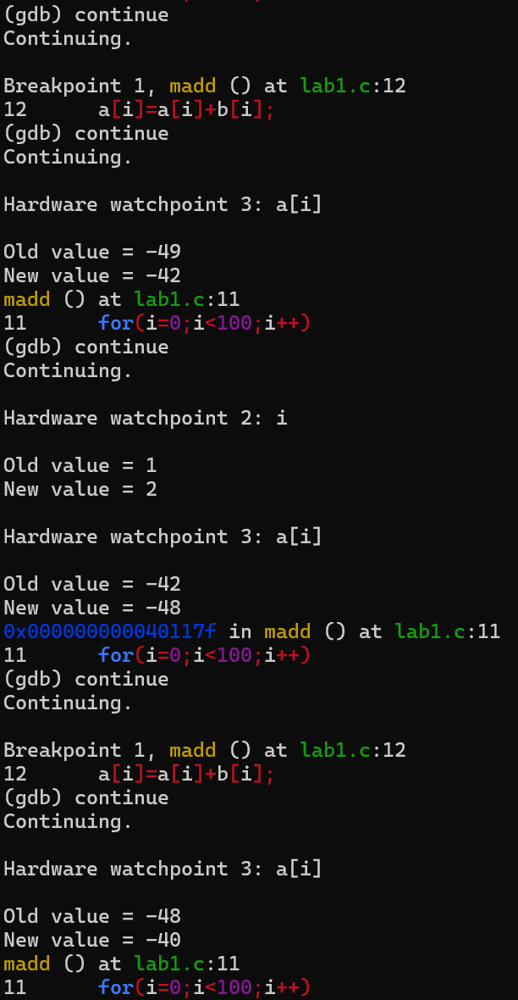 (gdb) continue
Continuing.
Breakpoint 1, madd () at lab1.c:12
12      a[i]=a[i]+b[i];
(gdb) continue
Continuing.
Hardware watchpoint 3: a[i]
Old value = -49
New value = -42
madd () at lab1.c:11
11      for(i=0;i<100;i++)
(gdb) continue
Continuing.
Hardware watchpoint 2: i
Old value = 1
New value = 2
Hardware watchpoint 3: a[i]
Old value = -42
New value = -48
0x000000000040117f in madd () at lab1.c:11
11      for(i=0;i<100;i++)
(gdb) continue
Continuing.
Breakpoint 1, madd () at lab1.c:12
12      a[i]=a[i]+b[i];
(gdb) continue
Continuing.
Hardware watchpoint 3: a[i]
Old value = -48
New value = -40
madd () at lab1.c:11
11      for(i=0;i<100;i++)